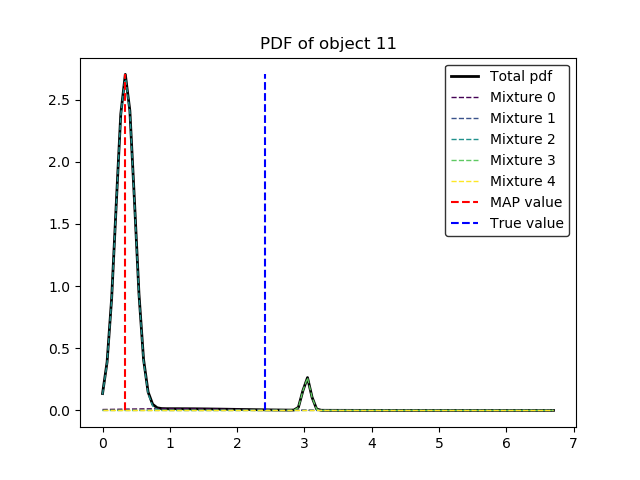 PDF of object 11
Total pdf
Mixture 0
Mixture 1
Mixture 2
Mixture 3
Mixture 4
MAP value
True value
2.5
2.0
1.5
1.0
0.5
0.0
0 1 2 3 4 5 6 7